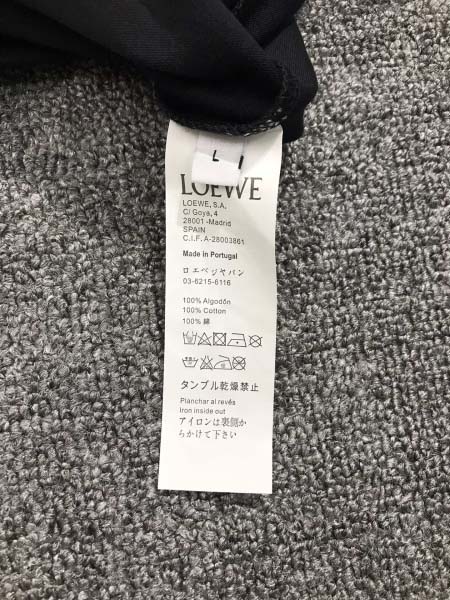 L
LOEWE
LOEWE, S.A.
C/ Goya, 4
28001 -Madrid
SPAIN
C.I.F. A-28003861
Made in Portugal
ロエベジャパン
03-6215-6116
100% Algodón
100% Cotton
100% 綿
タンブル乾燥禁止
Planchar al revés
Iron inside out
アイロンは裏側か
らかけて下さい